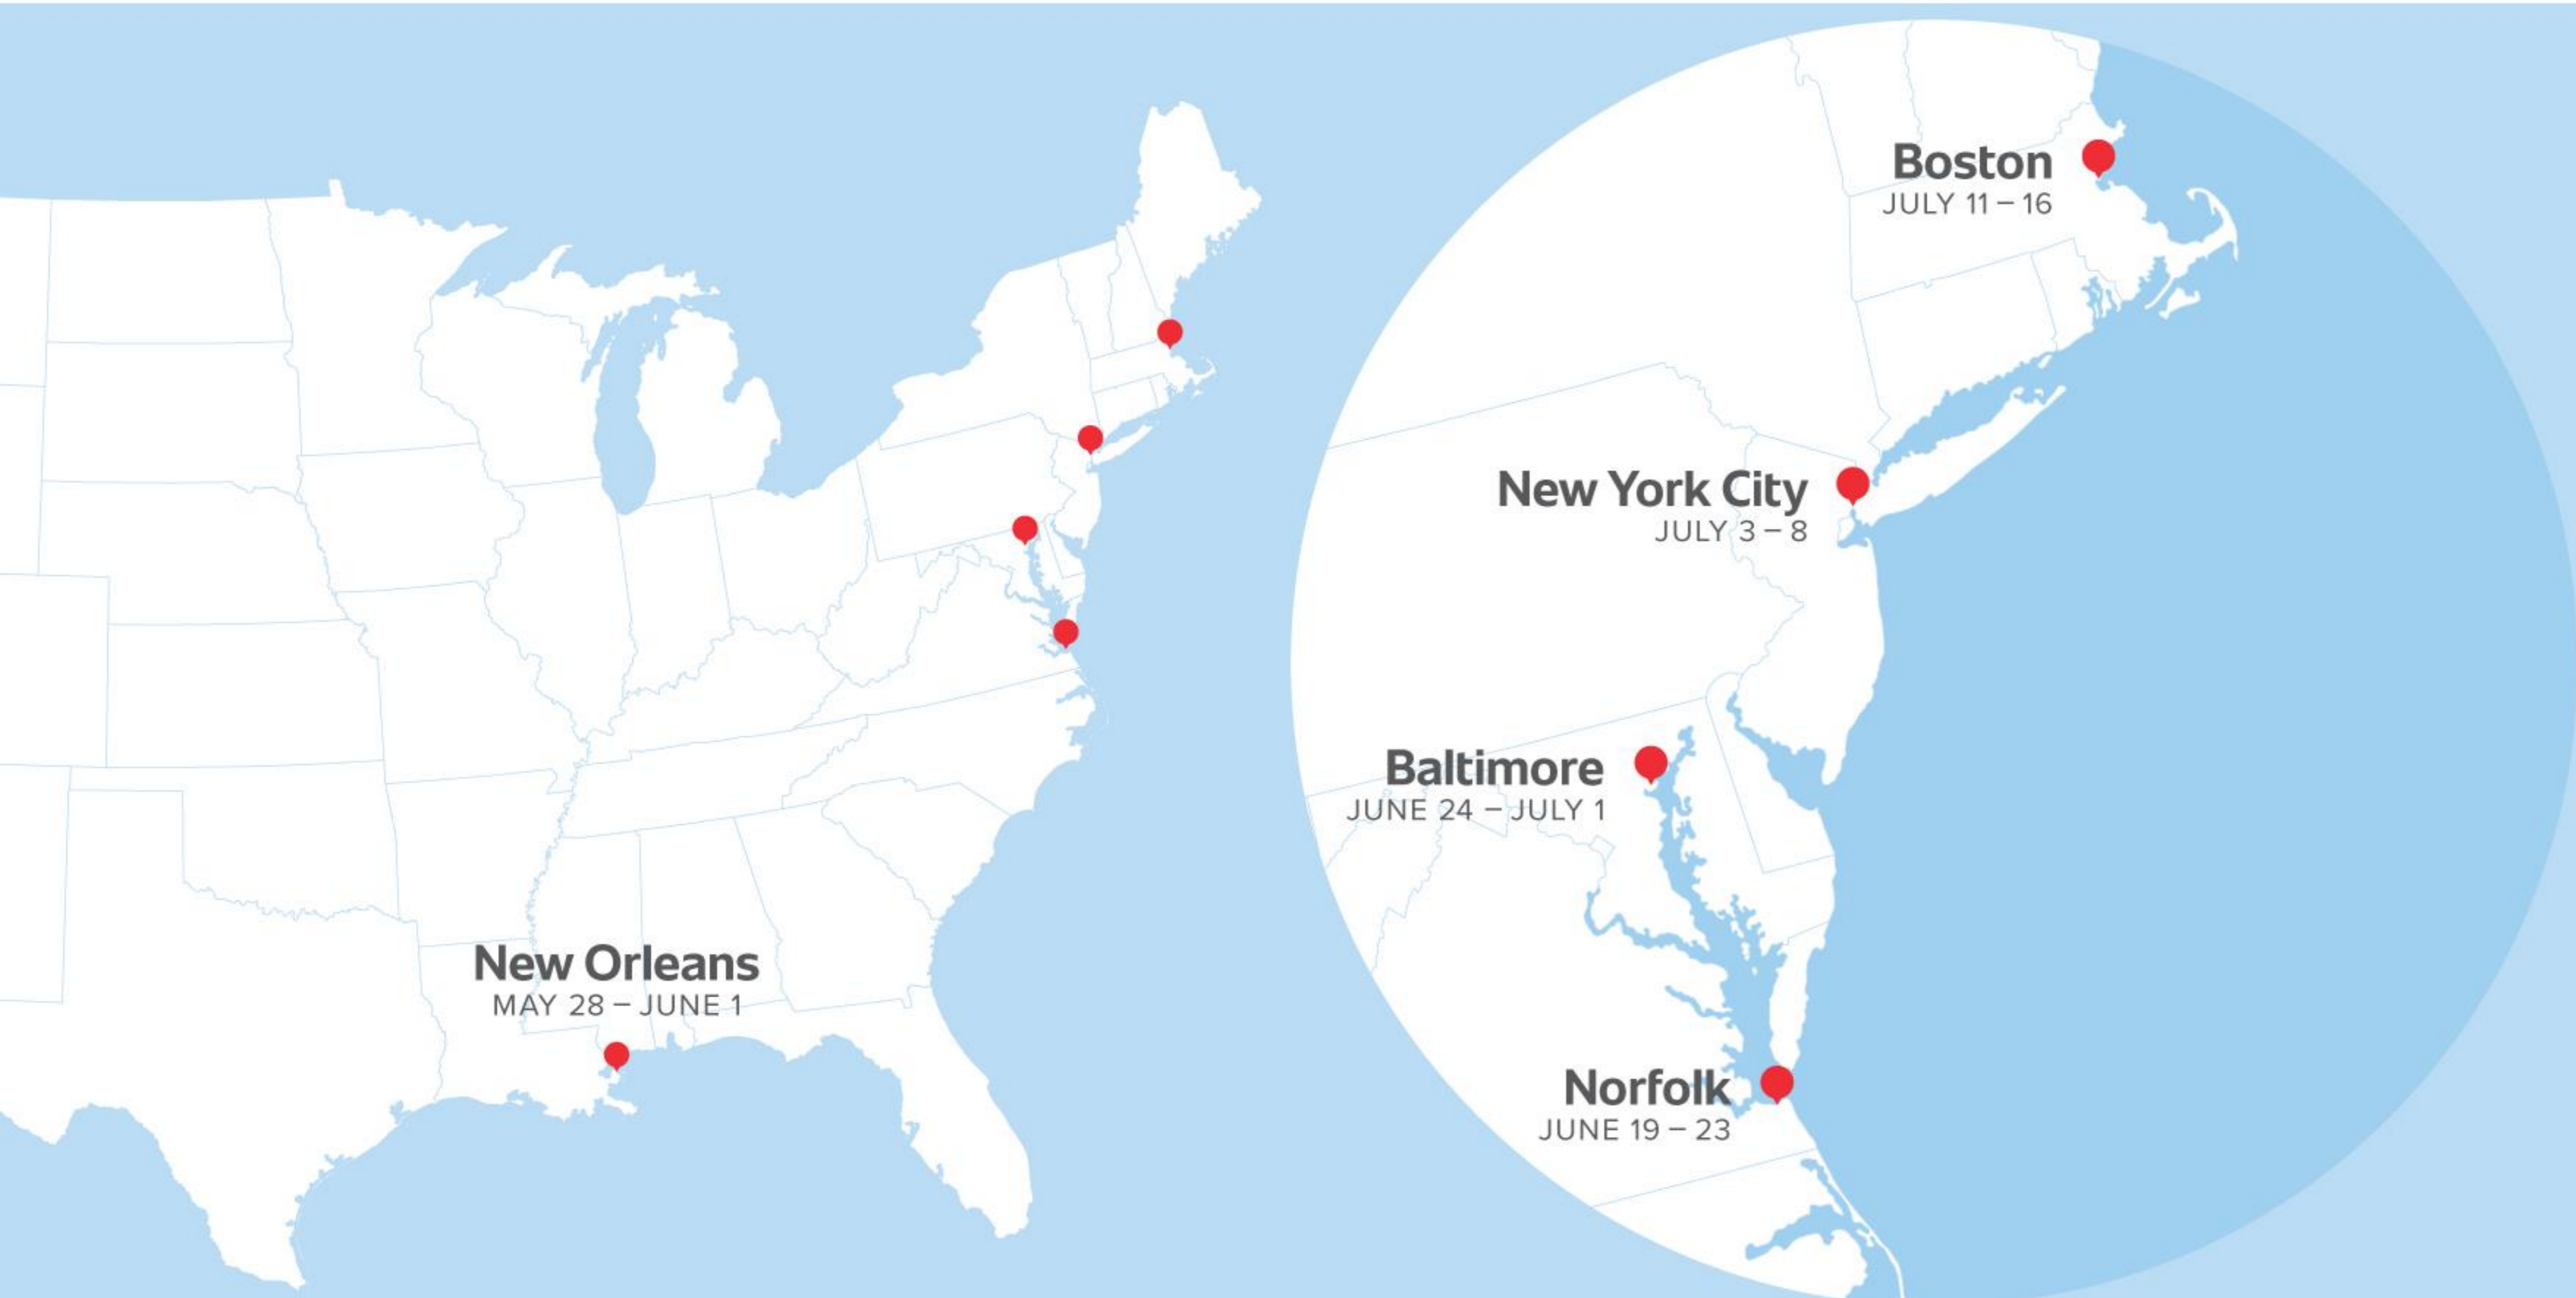 New Orleans
MAY 28 – JUNE 1
Boston
JULY 11 – 16
New York City
JULY 3 – 8
Baltimore
JUNE 24 – JULY 1
Norfolk
JUNE 19 – 23